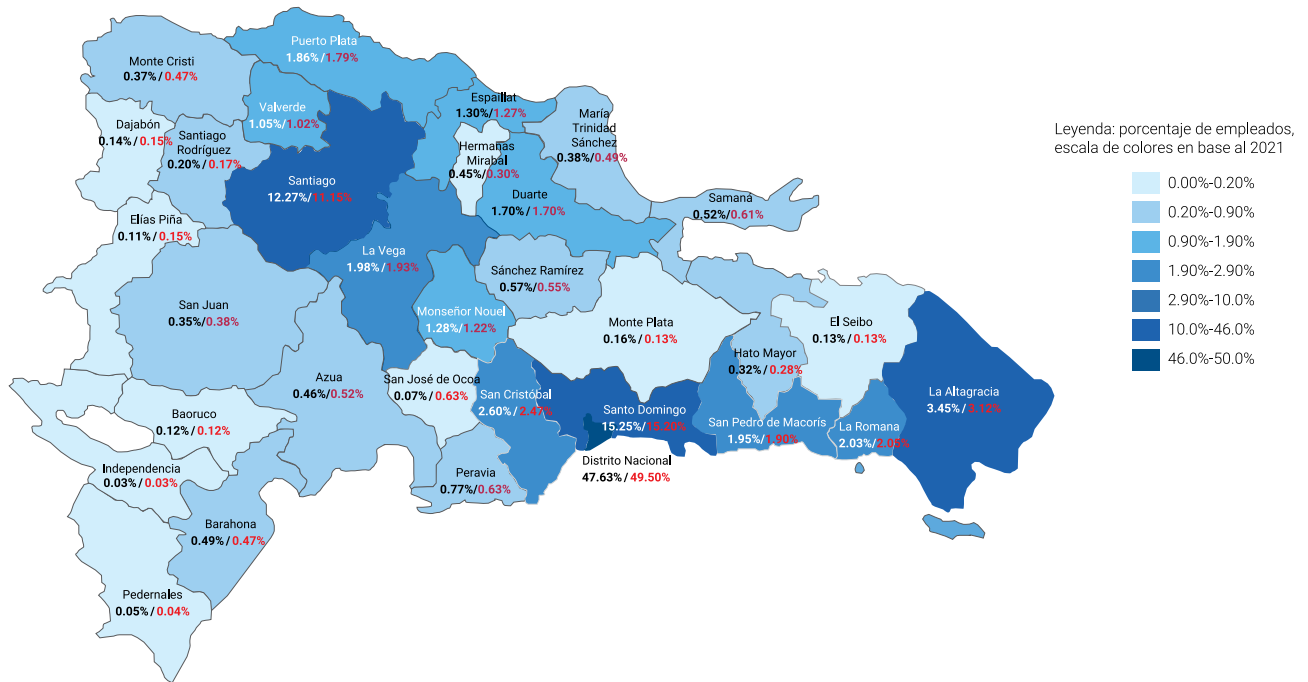 Puerto Plata
1.86%/1.79%
Monte Cristi
0.37%/0.47%
Valverde
1.05%/1.02%
Espaillat
1.30%/1.27%
María
Trinidad
Sánchez
0.38%/0.49%
Dajabón
0.14%/0.15%
Santiago
Rodríguez
0.20%/0.17%
Hermanas
Mirabal
0.45%/0.30%
Santiago
12.27%/11.15%
Duarte
1.70%/1.70%
Samaná
0.52%/0.61%
Elías Piña
0.11%/0.15%
La Vega
1.98%/1.93%
Sánchez Ramírez
0.57%/0.55%
San Juan
0.35%/0.38%
Monseñor Nouel
1.28%/1.22%
Monte Plata
0.16%/0.13%
El Seibo
0.13%/0.13%
Hato Mayor
0.32%/0.28%
Azua
0.46%/0.52%
San José de Ocoa
0.07%/0.63%
San Cristóbal
2.60%/2.47%
Santo Domingo
15.25%/
San Pedro de Macorís
1.95%/1.90%
La Romana
2.03%/
La Altagracia
3.45%/
Baoruco
0.12%/0.12%
Distrito Nacional
47.63%/49.50%
Independencia
0.03%/0.03%
Peravia
0.77%/0.63%
Barahona
0.49%/0.47%
Pedernales
0.05%/0.04%
Leyenda: porcentaje de empleados,
escala de colores en base al 2021
0.00%-0.20%
0.20%-0.90%
0.90%-1.90%
1.90%-2.90%
2.90%-10.0%
10.0%-46.0%
46.0%-50.0%